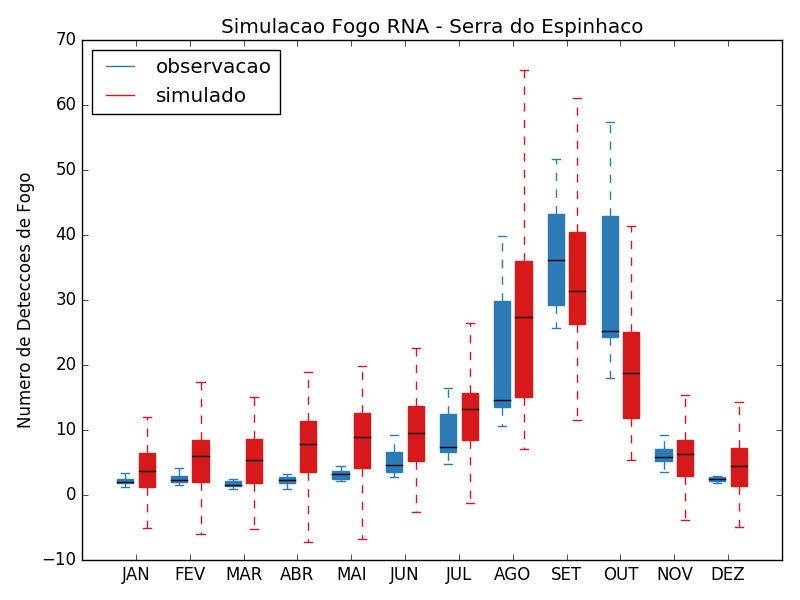 Simulacao Fogo RNA - Serra do Espinhaco
70
60
50
40
30
20
10
0
−10
Numero de Deteccoes de Fogo
observacao
simulado
JAN FEV MAR ABR MAI JUN JUL AGO SET OUT NOV DEZ